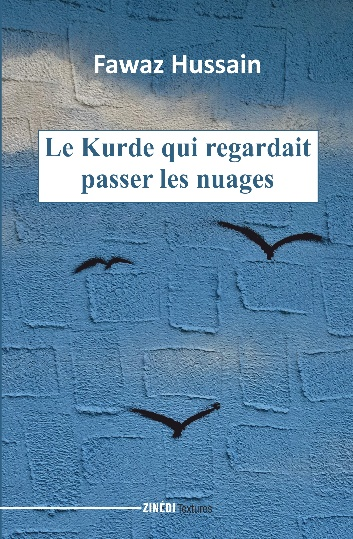 Fawaz Hussain
Le Kurde qui regardait
passer les nuages
ZINEDI Textures